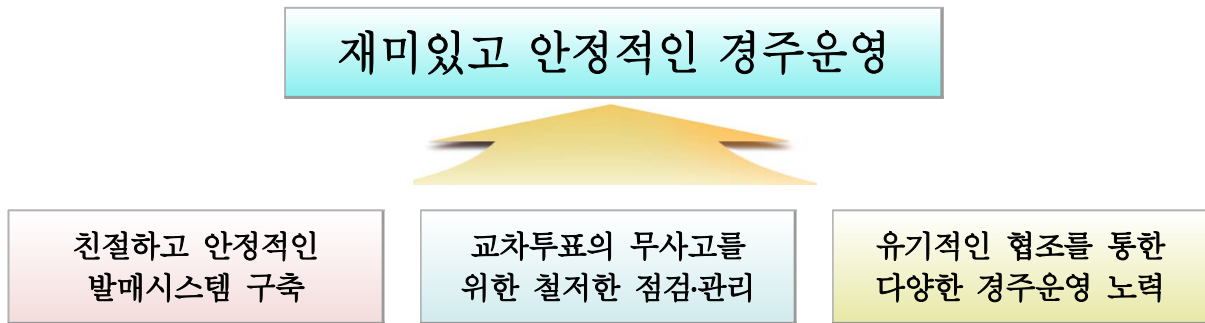 재미있고 안정적인 경주운영
친절하고 안정적인
발매시스템 구축
교차투표의 무사고를
위한 철저한 점검·관리
유기적인 협조를 통한
다양한 경주운영 노력